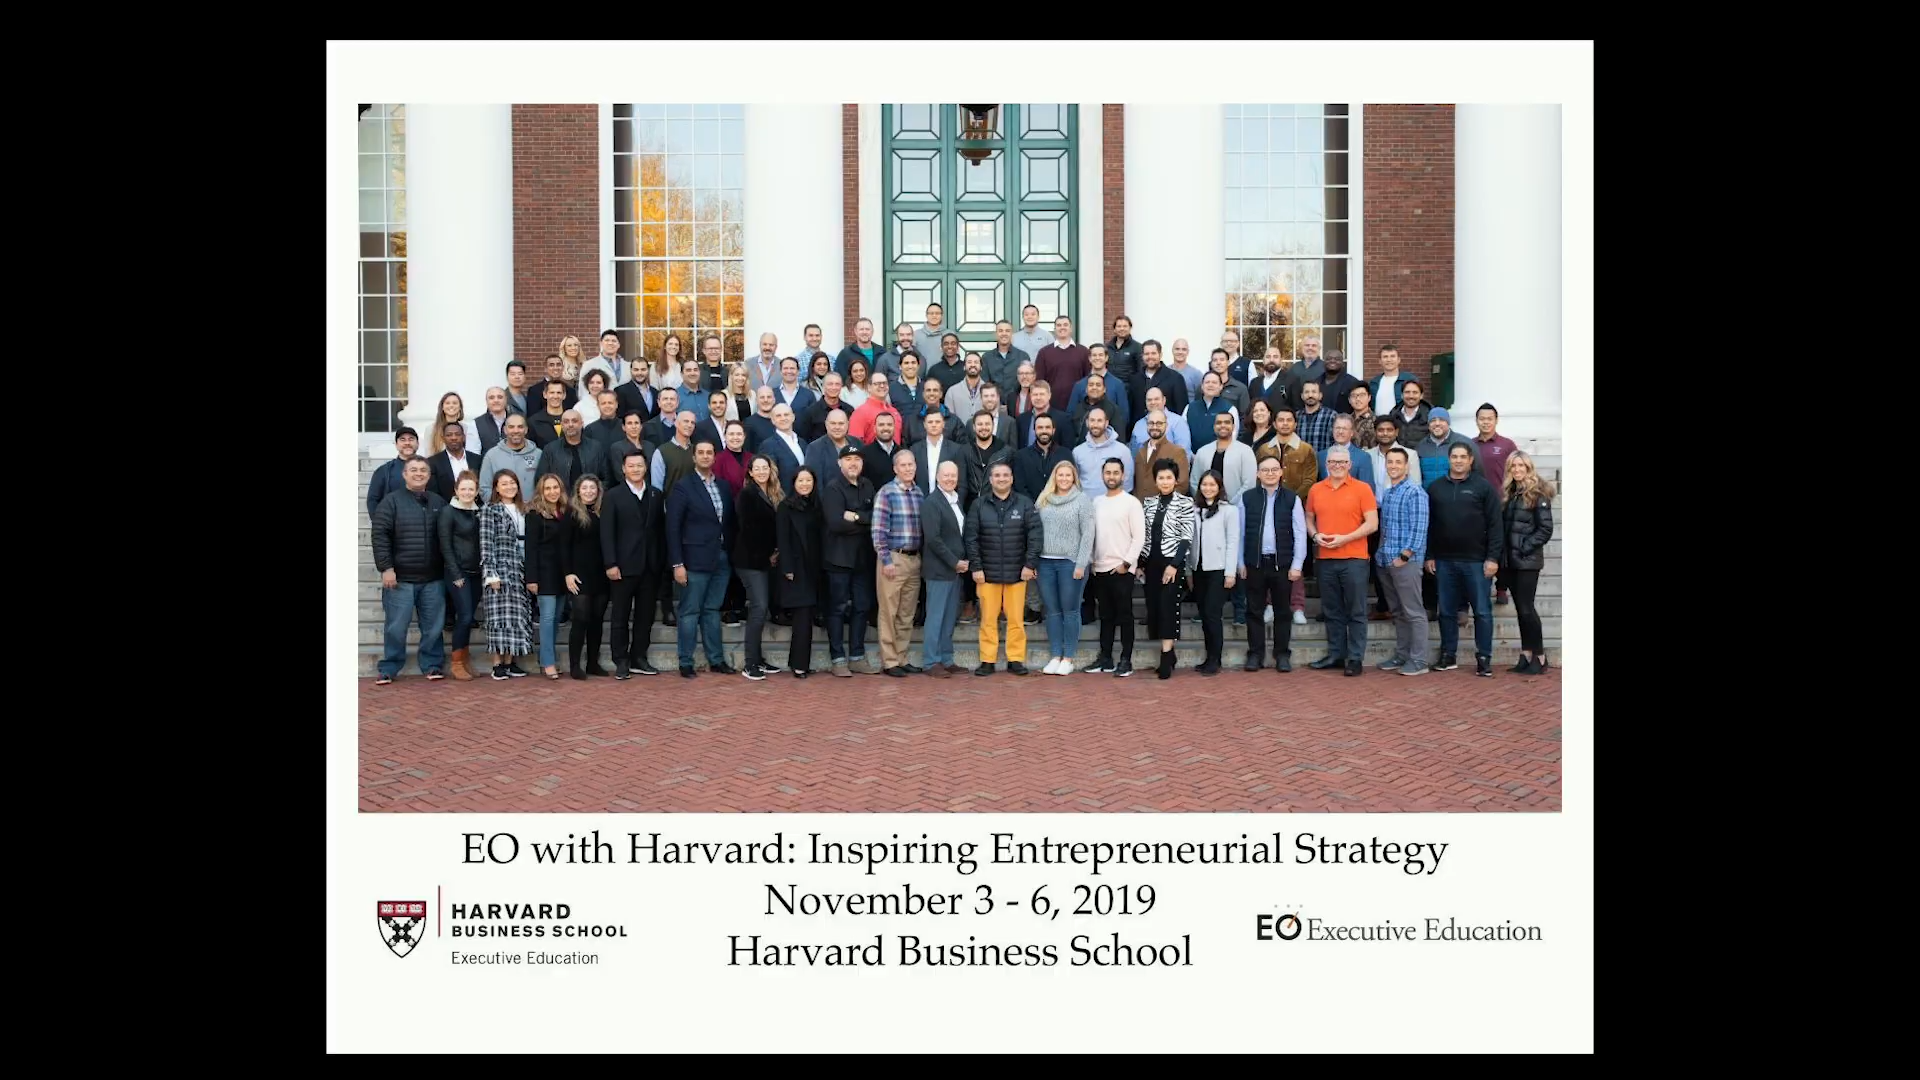 EO with Harvard: Inspiring Entrepreneurial Strategy
November 3 - 6, 2019
Harvard Business School
HARVARD
BUSINESS SCHOOL
Executive Education
EO Executive Education